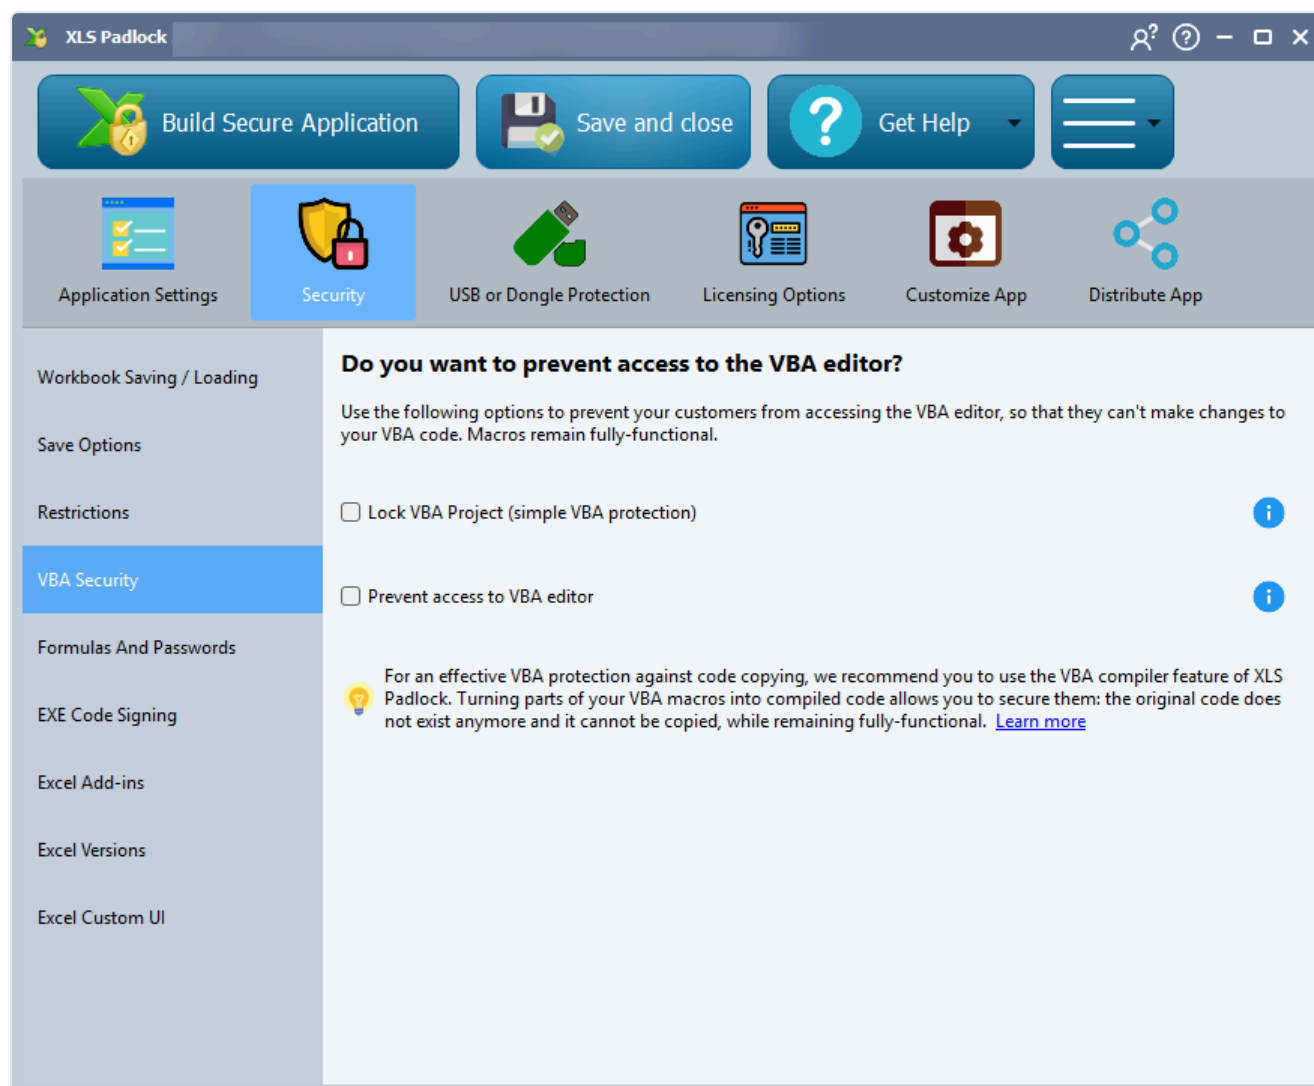 XLS Padlock
Build Secure Application
Save and close
Get Help
Application Settings
Security
USB or Dongle Protection
Licensing Options
Customize App
Distribute App
Workbook Saving / Loading
Save Options
Restrictions
VBA Security
Formulas And Passwords
EXE Code Signing
Excel Add-ins
Excel Versions
Excel Custom UI
Do you want to prevent access to the VBA editor?
Use the following options to prevent your customers from accessing the VBA editor, so that they can't make changes to
your VBA code. Macros remain fully-functional.
Lock VBA Project (simple VBA protection)
Prevent access to VBA editor
For an effective VBA protection against code copying, we recommend you to use the VBA compiler feature of XLS
Padlock. Turning parts of your VBA macros into compiled code allows you to secure them: the original code does
not exist anymore and it cannot be copied, while remaining fully-functional. Learn more